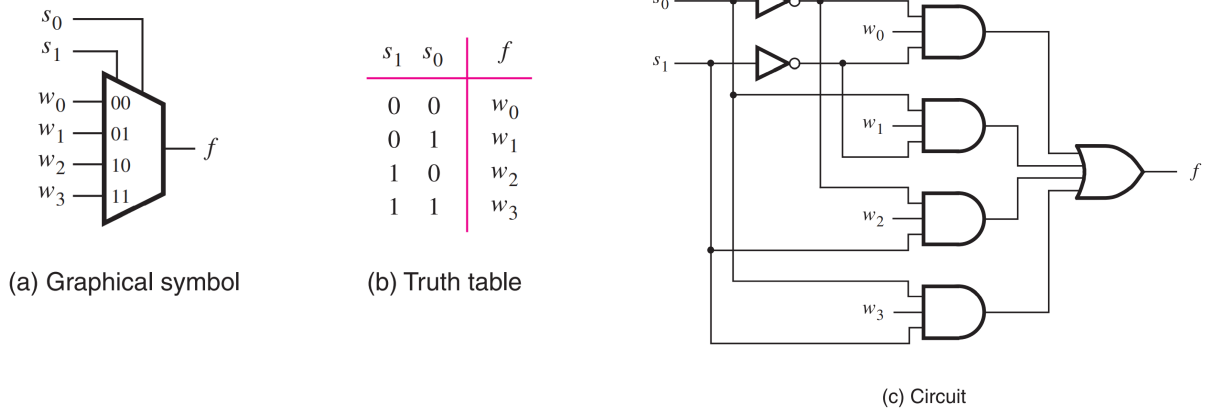 s0
s1
w0 00
w1 01
w2 10
w3 11
f
(a) Graphical symbol
s1 s0 f
0 0 w0
0 1 w1
1 0 w2
1 1 w3
(b) Truth table
s0
w0
s1
w1
w2
w3
f
(c) Circuit